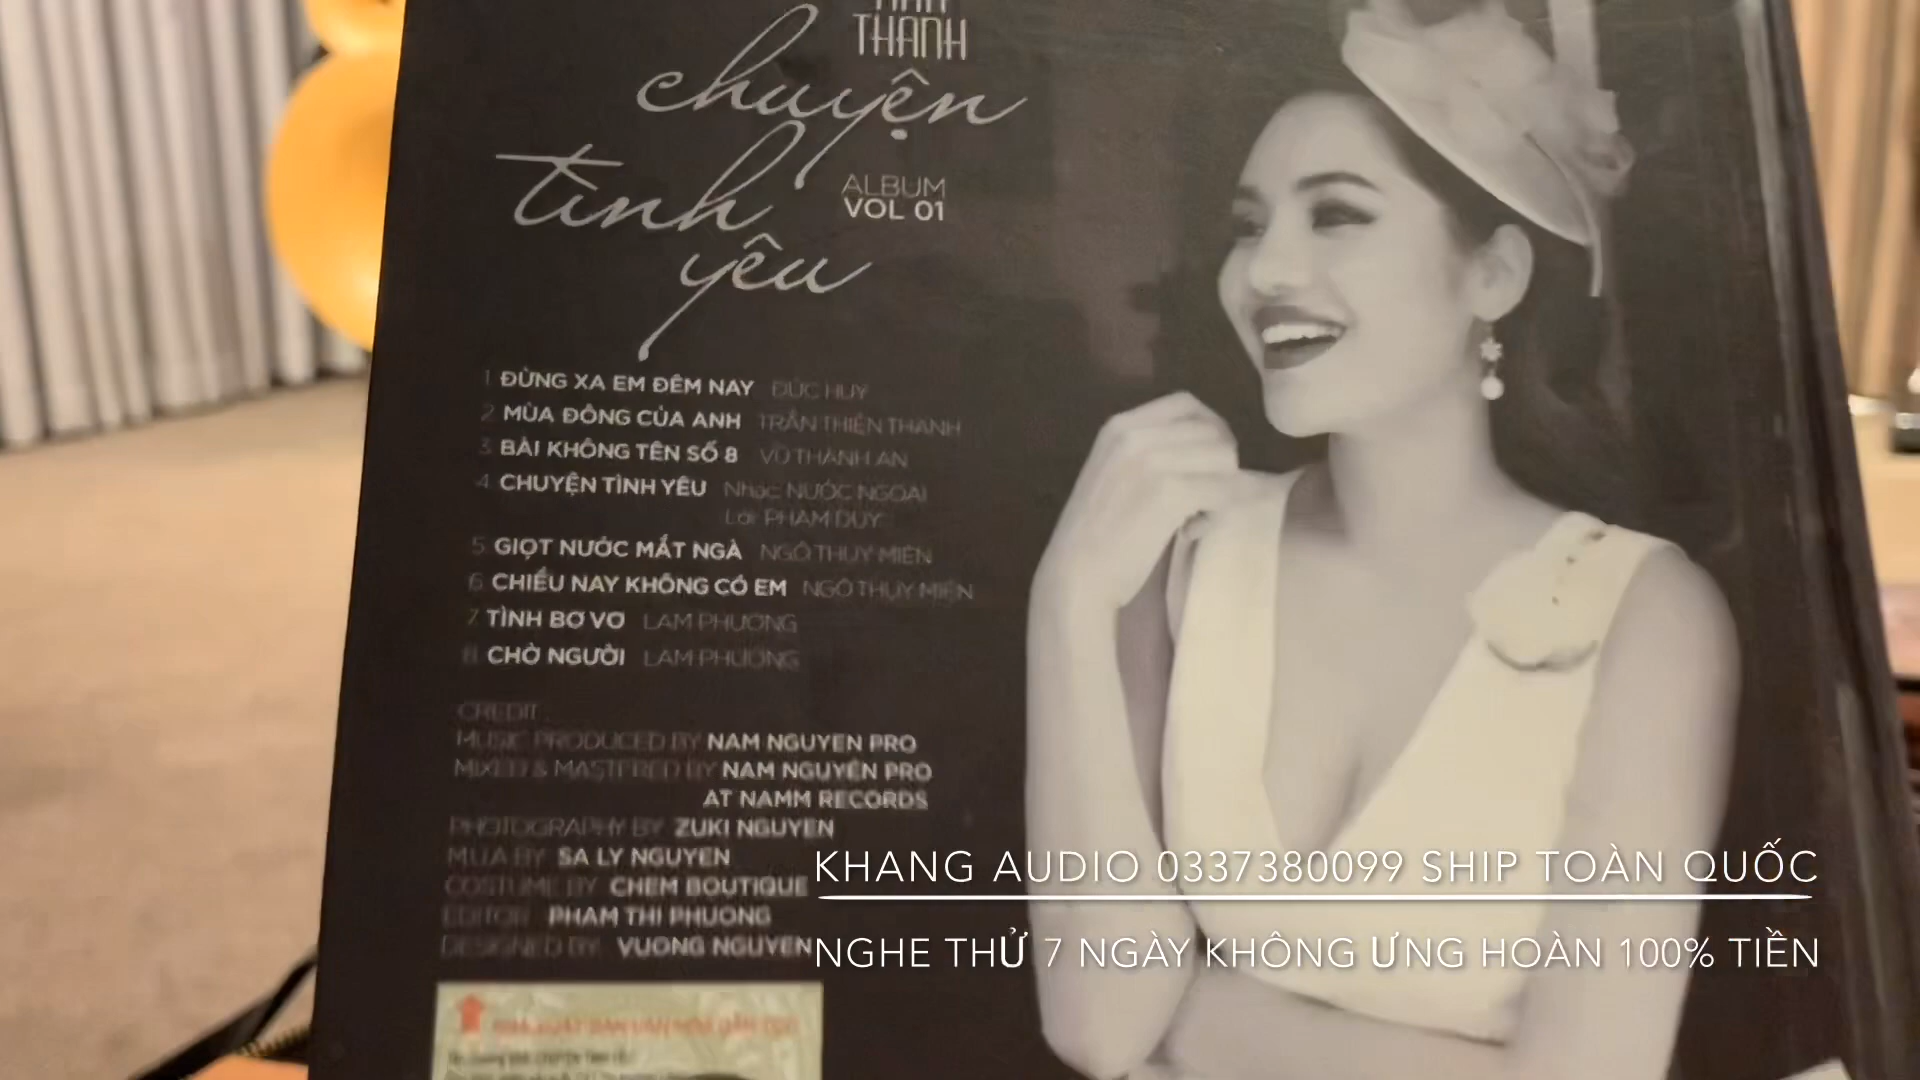 THANH
chuyện
tình
yêu
ALBUM
VOL 01
1 ĐỪNG XA EM ĐÊM NAY ĐỨC HUY
2 MÙA ĐÔNG CỦA ANH TRẦN THIỆN THANH
3 BÀI KHÔNG TÊN SỐ 8 VŨ THÀNH AN
4 CHUYỆN TÌNH YÊU Nhạc: NƯỚC NGOÀI
Lời: PHẠM DUY
5 GIỌT NƯỚC MẮT NGÀ NGÔ THỤY MIÊN
6 CHIỀU NAY KHÔNG CÓ EM NGÔ THỤY MIÊN
7 TÌNH BƠ VƠ LAM PHƯƠNG
8 CHỜ NGƯỜI LAM PHƯƠNG
CREDIT
MUSIC PRODUCED BY NAM NGUYEN PRO
MIXED & MASTERED BY NAM NGUYEN PRO
AT NAMM RECORDS
PHOTOGRAPHY BY ZUKI NGUYEN
MUA BY SA LY NGUYEN
COSTUME BY CHEM BOUTIQUE
EDITOR PHAM THI PHUONG
DESIGNED BY VUONG NGUYEN
KHANG AUDIO 0337380099 SHIP TOÀN QUỐC
NGHE THỬ 7 NGÀY KHÔNG ƯNG HOÀN 100% TIỀN